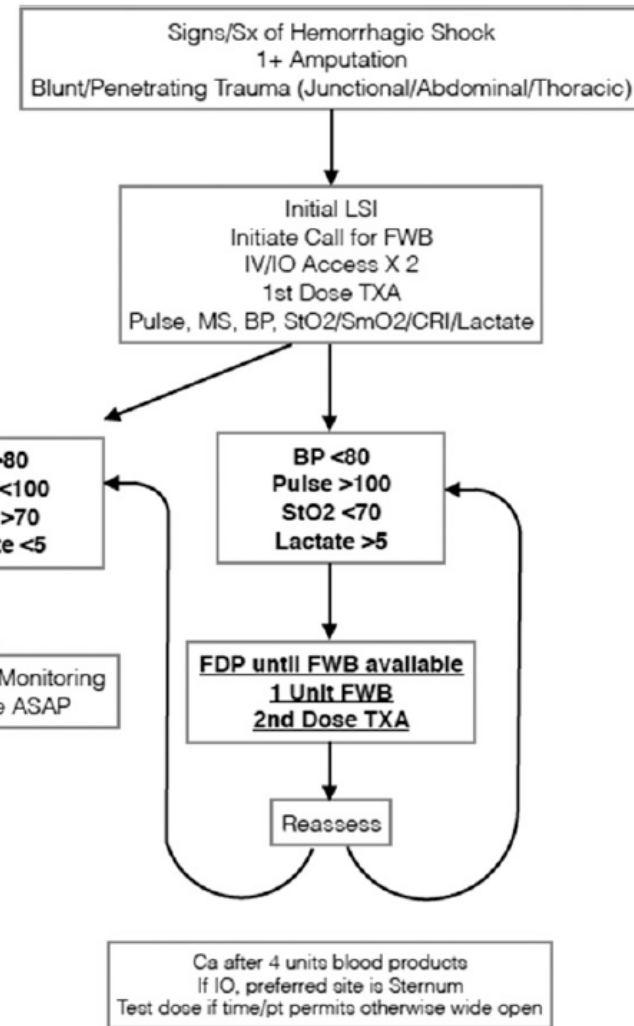 Signs/Sx of Hemorrhagic Shock
1+ Amputation
Blunt/Penetrating Trauma (Junctional/Abdominal/Thoracic)
Initial LSI
Initiate Call for FWB
IV/IO Access X 2
1st Dose TXA
Pulse, MS, BP, StO2/SmO2/CRI/Lactate
>80
<100
>70
<5
BP <80
Pulse >100
StO2 <70
Lactate >5
Monitoring
ASAP
FDP until FWB available
1 Unit FWB
2nd Dose TXA
Reassess
Ca after 4 units blood products
If IO, preferred site is Sternum
Test dose if time/pt permits otherwise wide open